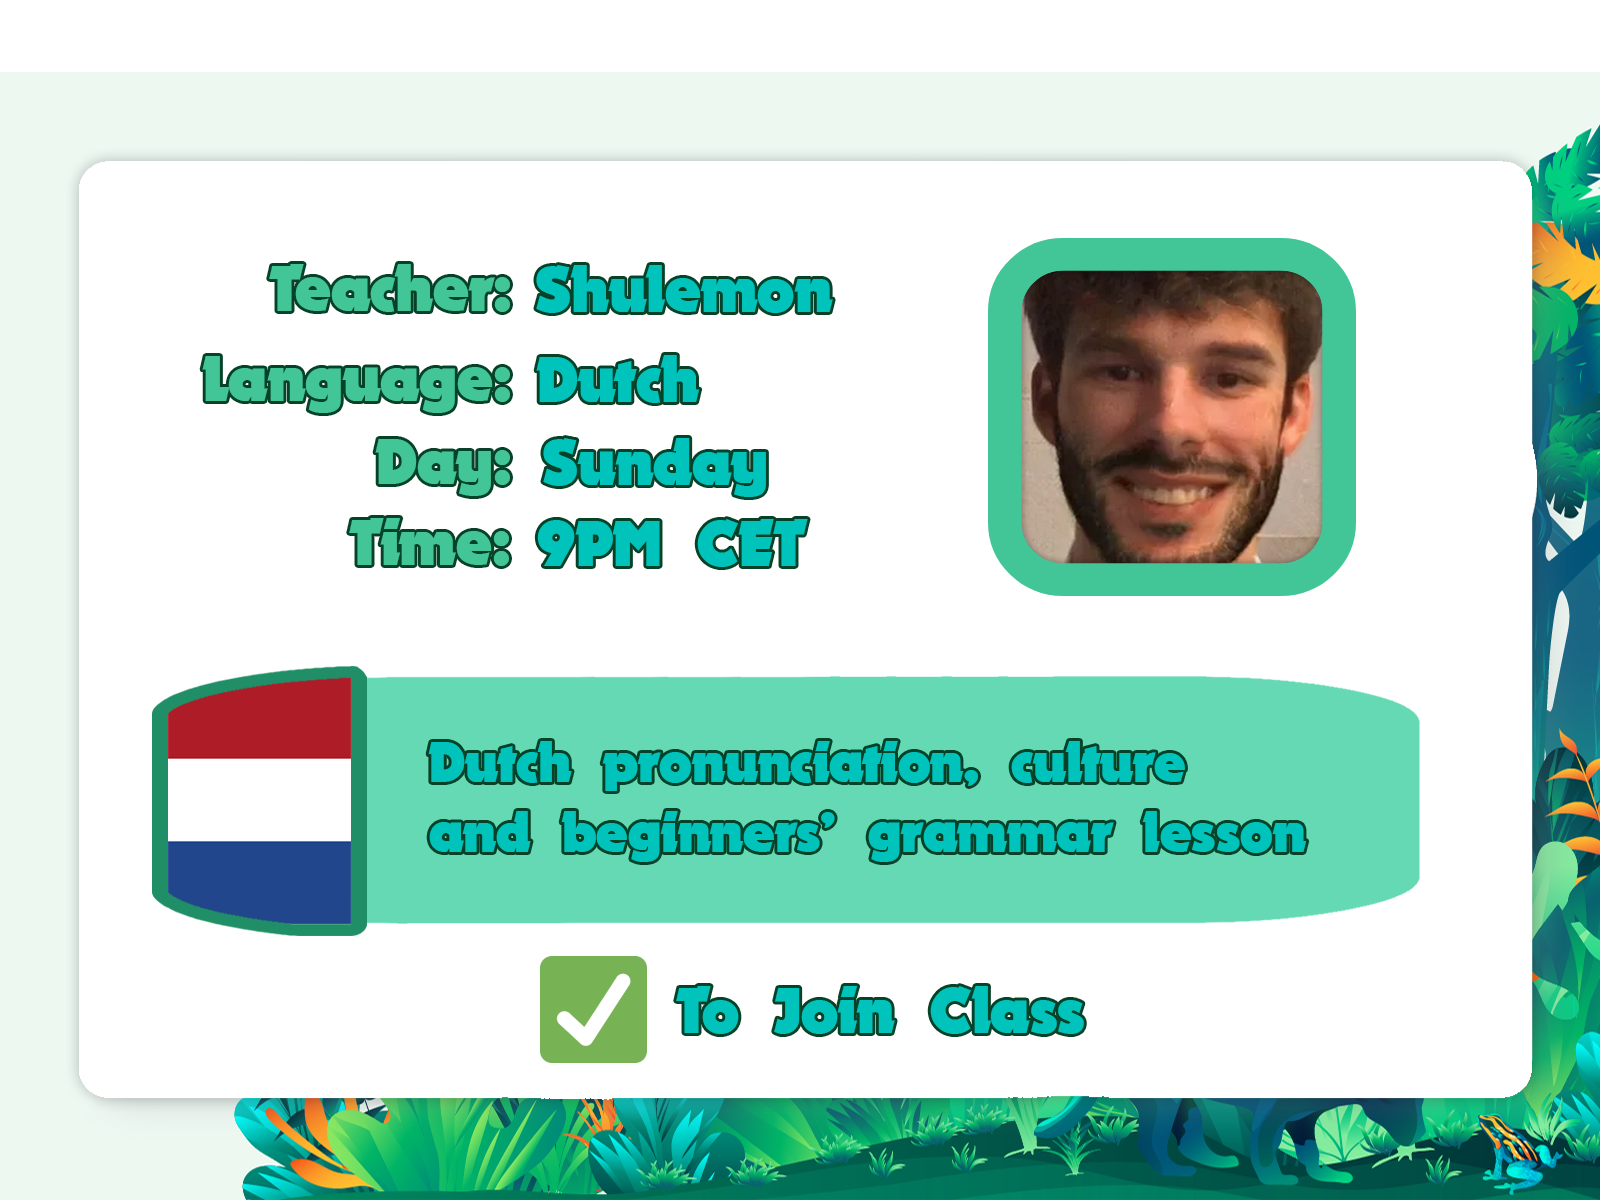 Teacher: Shulemon
Language: Dutch
Day: Sunday
Time: 9PM CET
Dutch pronunciation, culture
and beginners’ grammar lesson
To Join Class